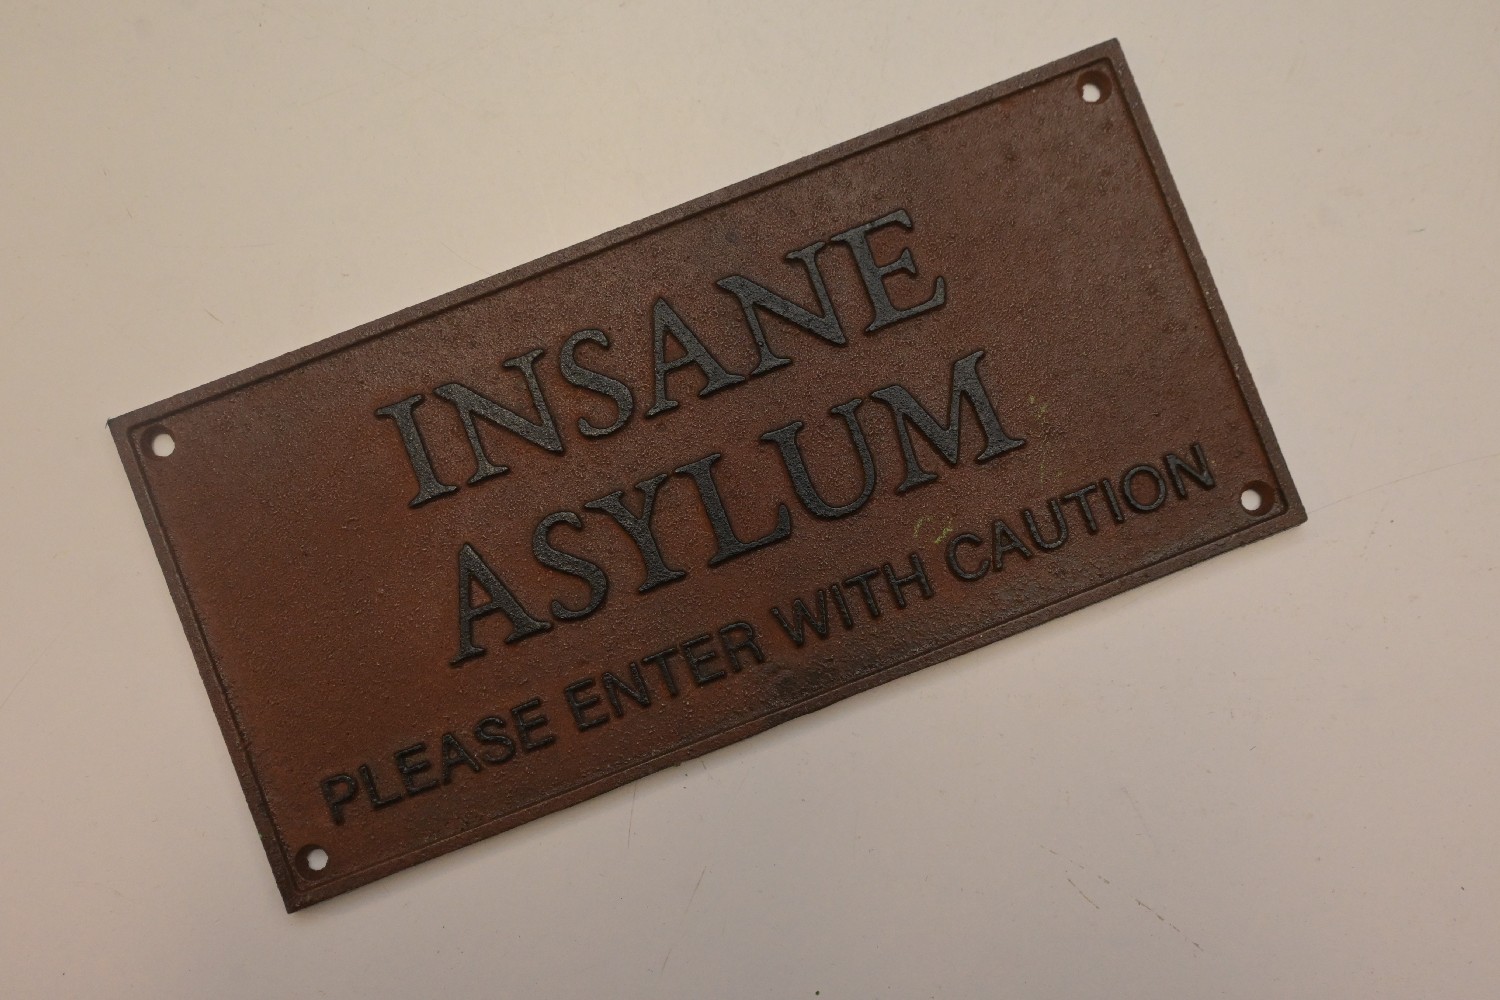 INSANE
ASYLUM
PLEASE ENTER WITH CAUTION